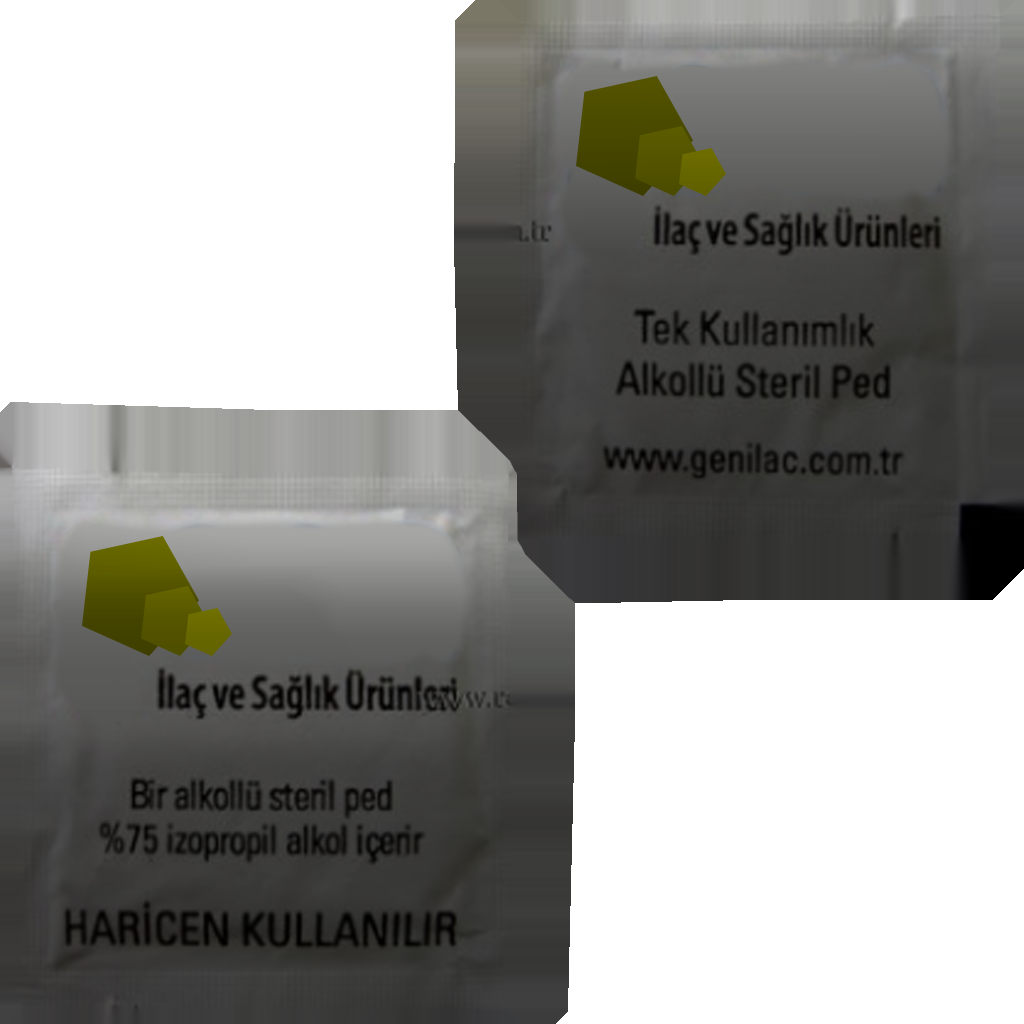 İlaç ve Sağlık Ürünleri
Tek Kullanımlık
Alkollü Steril Ped
www.genilac.com.tr
İlaç ve Sağlık Ürünleri
Bir alkollü steril ped
%75 izopropil alkol içerir
HARİCEN KULLANILIR